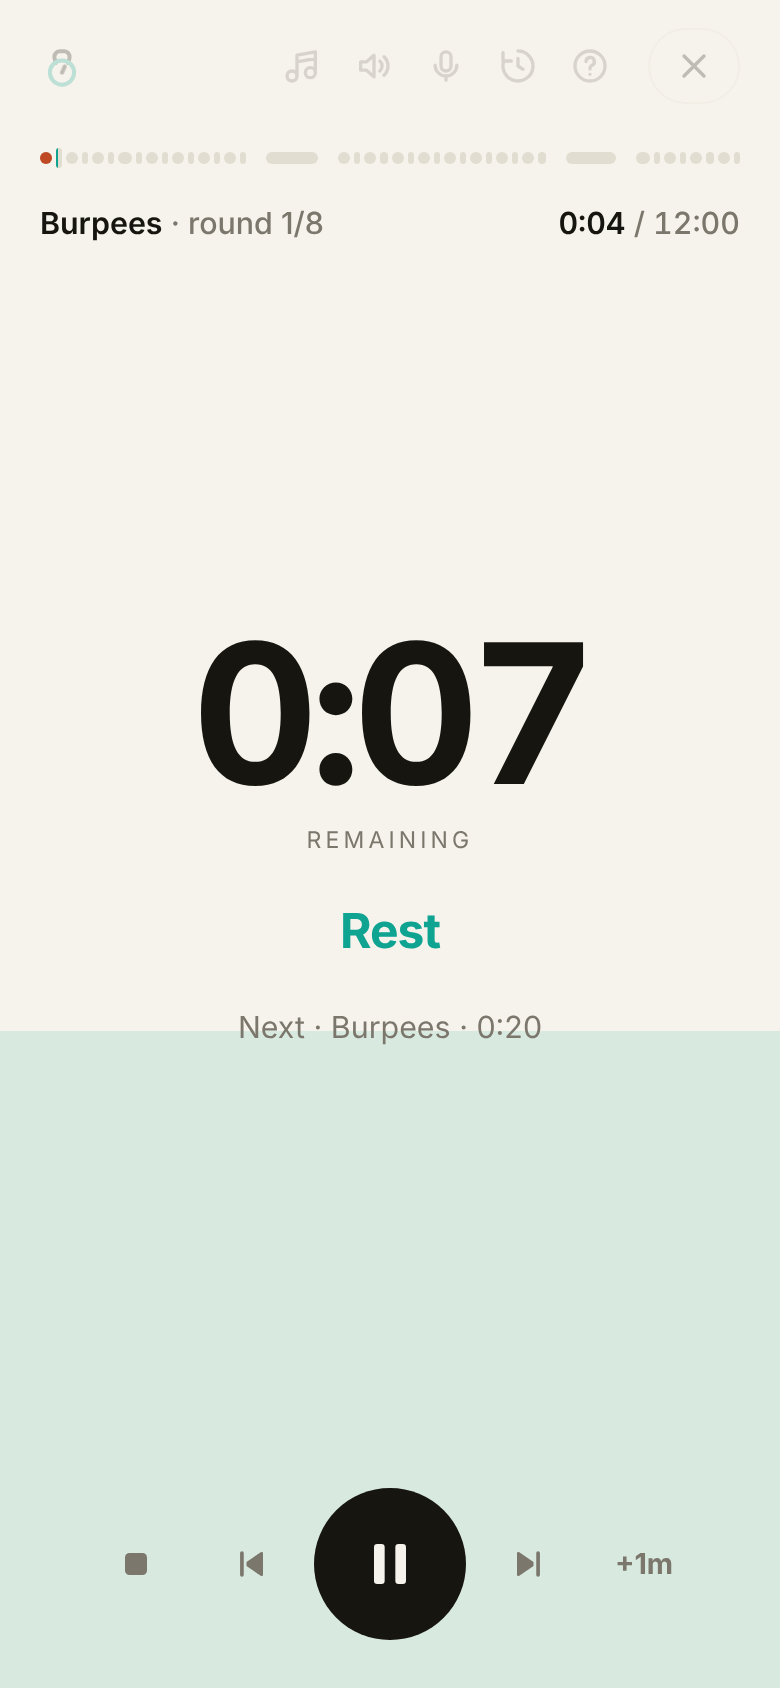 Burpees · round 1/8
0:04 / 12:00
0:07
REMAINING
Rest
Next · Burpees · 0:20
+1m